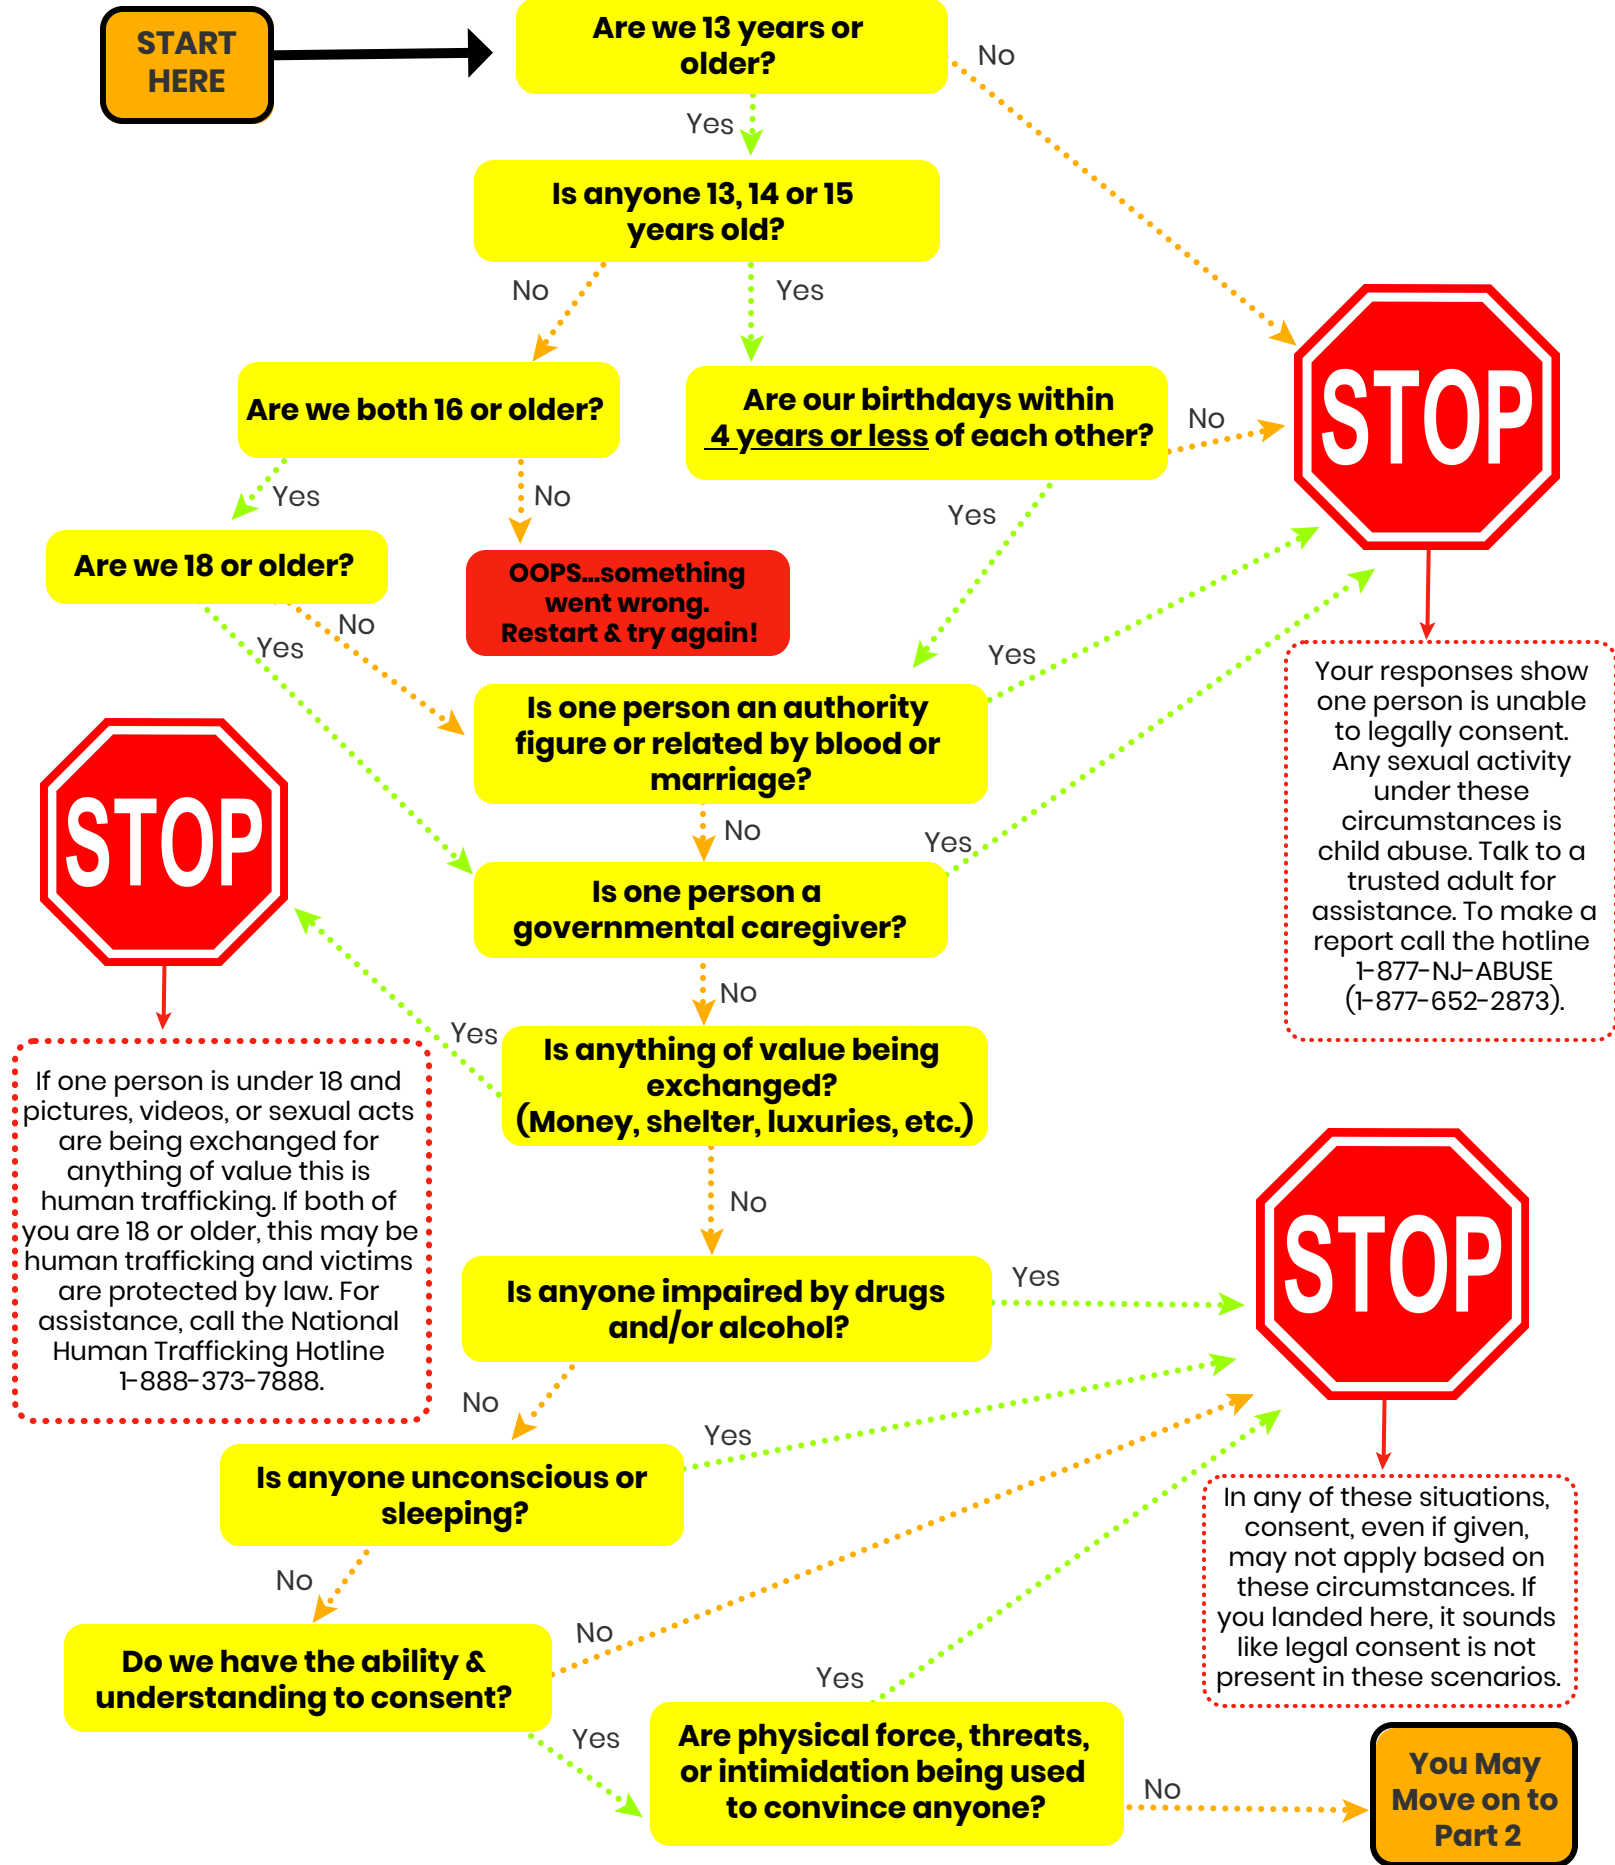 START
HERE
Are we 13 years or
older?
No
Yes
Is anyone 13, 14 or 15
years old?
No
Yes
Are we both 16 or older?
Are our birthdays within
4 years or less of each other?
No
STOP
Yes
No
Yes
Are we 18 or older?
OOPS...something
went wrong.
Restart & try again!
No
Yes
Yes
Is one person an authority
figure or related by blood or
marriage?
Your responses show
one person is unable
to legally consent.
Any sexual activity
under these
circumstances is
child abuse. Talk to a
trusted adult for
assistance. To make a
report call the hotline
1-877-NJ-ABUSE
(1-877-652-2873).
STOP
No
Yes
Is one person a
governmental caregiver?
No
Yes
Is anything of value being
exchanged?
(Money, shelter, luxuries, etc.)
If one person is under 18 and
pictures, videos, or sexual acts
are being exchanged for
anything of value this is
human trafficking. If both of
you are 18 or older, this may be
human trafficking and victims
are protected by law. For
assistance, call the National
Human Trafficking Hotline
1-888-373-7888.
No
STOP
Is anyone impaired by drugs
and/or alcohol?
Yes
No
Yes
Is anyone unconscious or
sleeping?
In any of these situations,
consent, even if given,
may not apply based on
these circumstances. If
you landed here, it sounds
like legal consent is not
present in these scenarios.
No
Do we have the ability &
understanding to consent?
No
Yes
Yes
Are physical force, threats,
or intimidation being used
to convince anyone?
No
You May
Move on to
Part 2